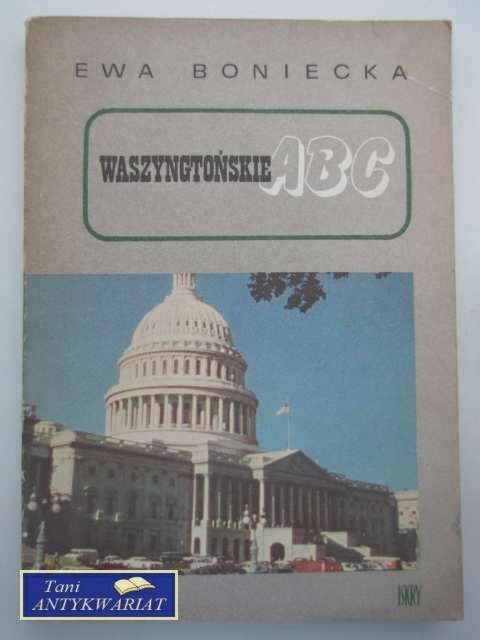 EWA BONIECKA
WASZYNGTOŃSKIE ABC
ISKRY
Tani
ANTYKWARIAT